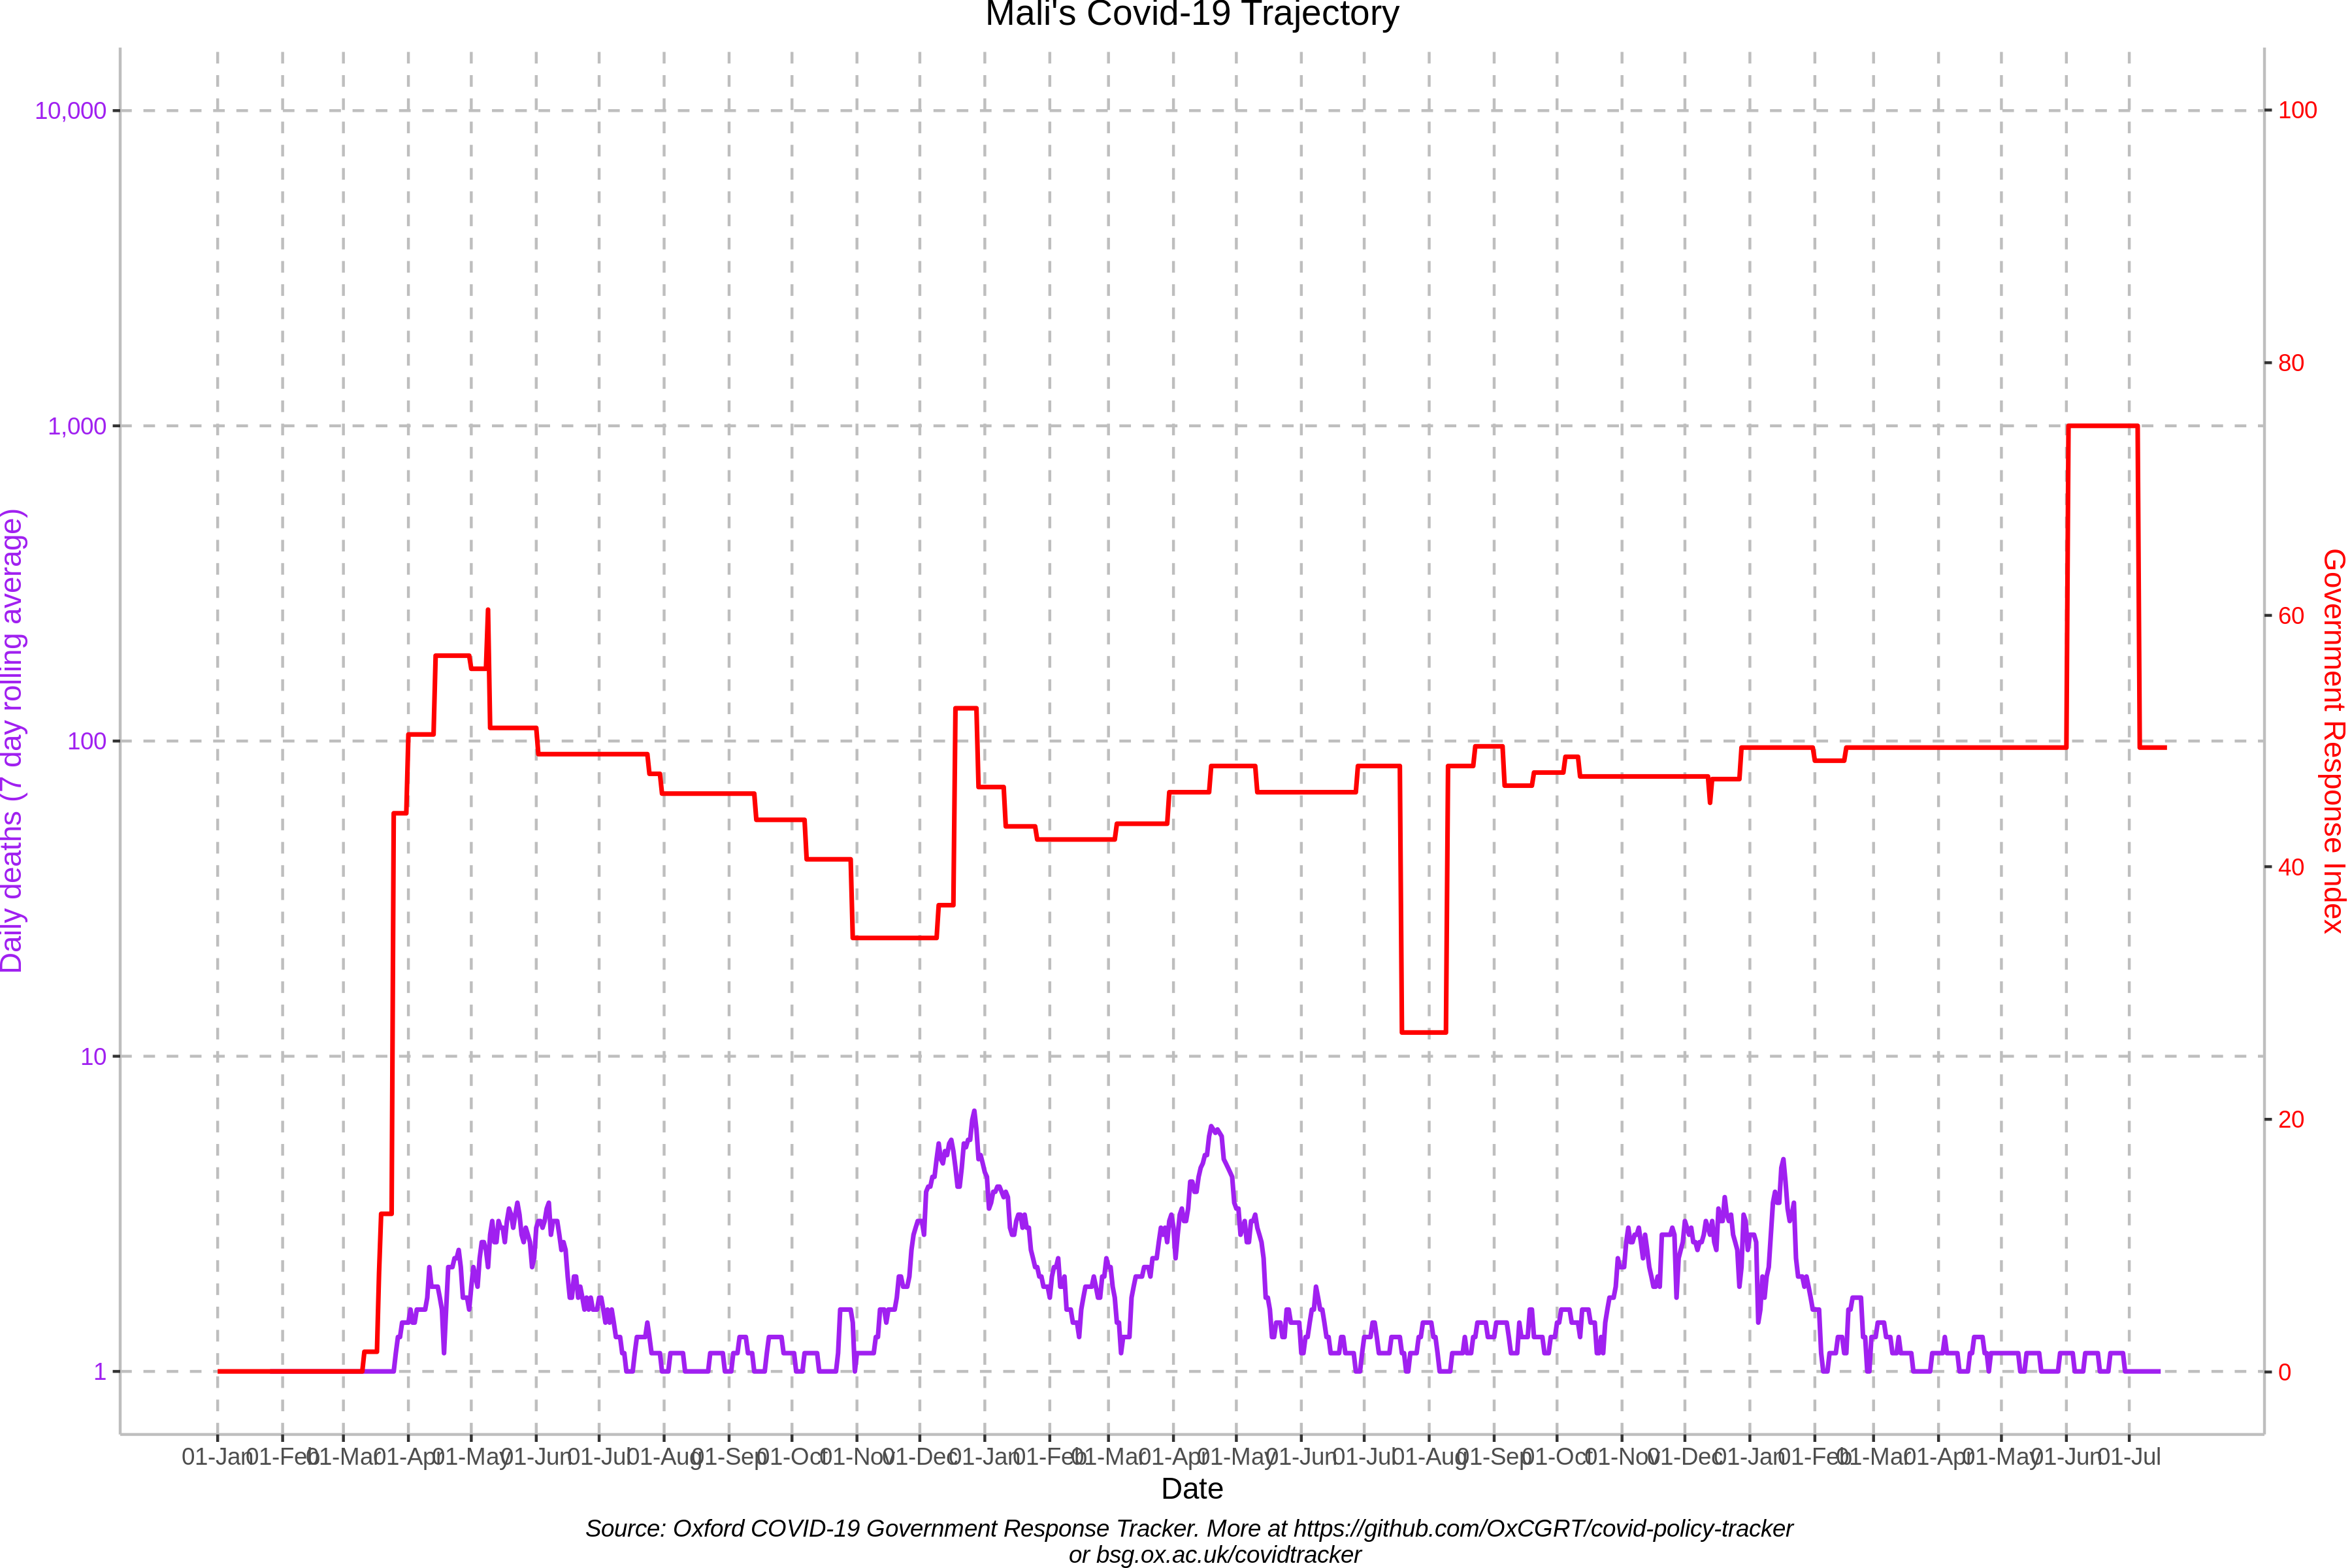 Mali's Covid-19 Trajectory
10,000
1,000
100
10
1
Daily deaths (7 day rolling average)
100
80
60
40
20
0
Government Response Index
01-Jan 01-Feb 01-Mar 01-Apr 01-May 01-Jun 01-Jul 01-Aug 01-Sep 01-Oct 01-Nov 01-Dec 01-Jan 01-Feb 01-Mar 01-Apr 01-May 01-Jun 01-Jul 01-Aug 01-Sep 01-Oct 01-Nov 01-Dec 01-Jan 01-Feb 01-Mar 01-Apr 01-May 01-Jun 01-Jul
Date
Source: Oxford COVID-19 Government Response Tracker. More at https://github.com/OxCGRT/covid-policy-tracker
or bsg.ox.ac.uk/covidtracker